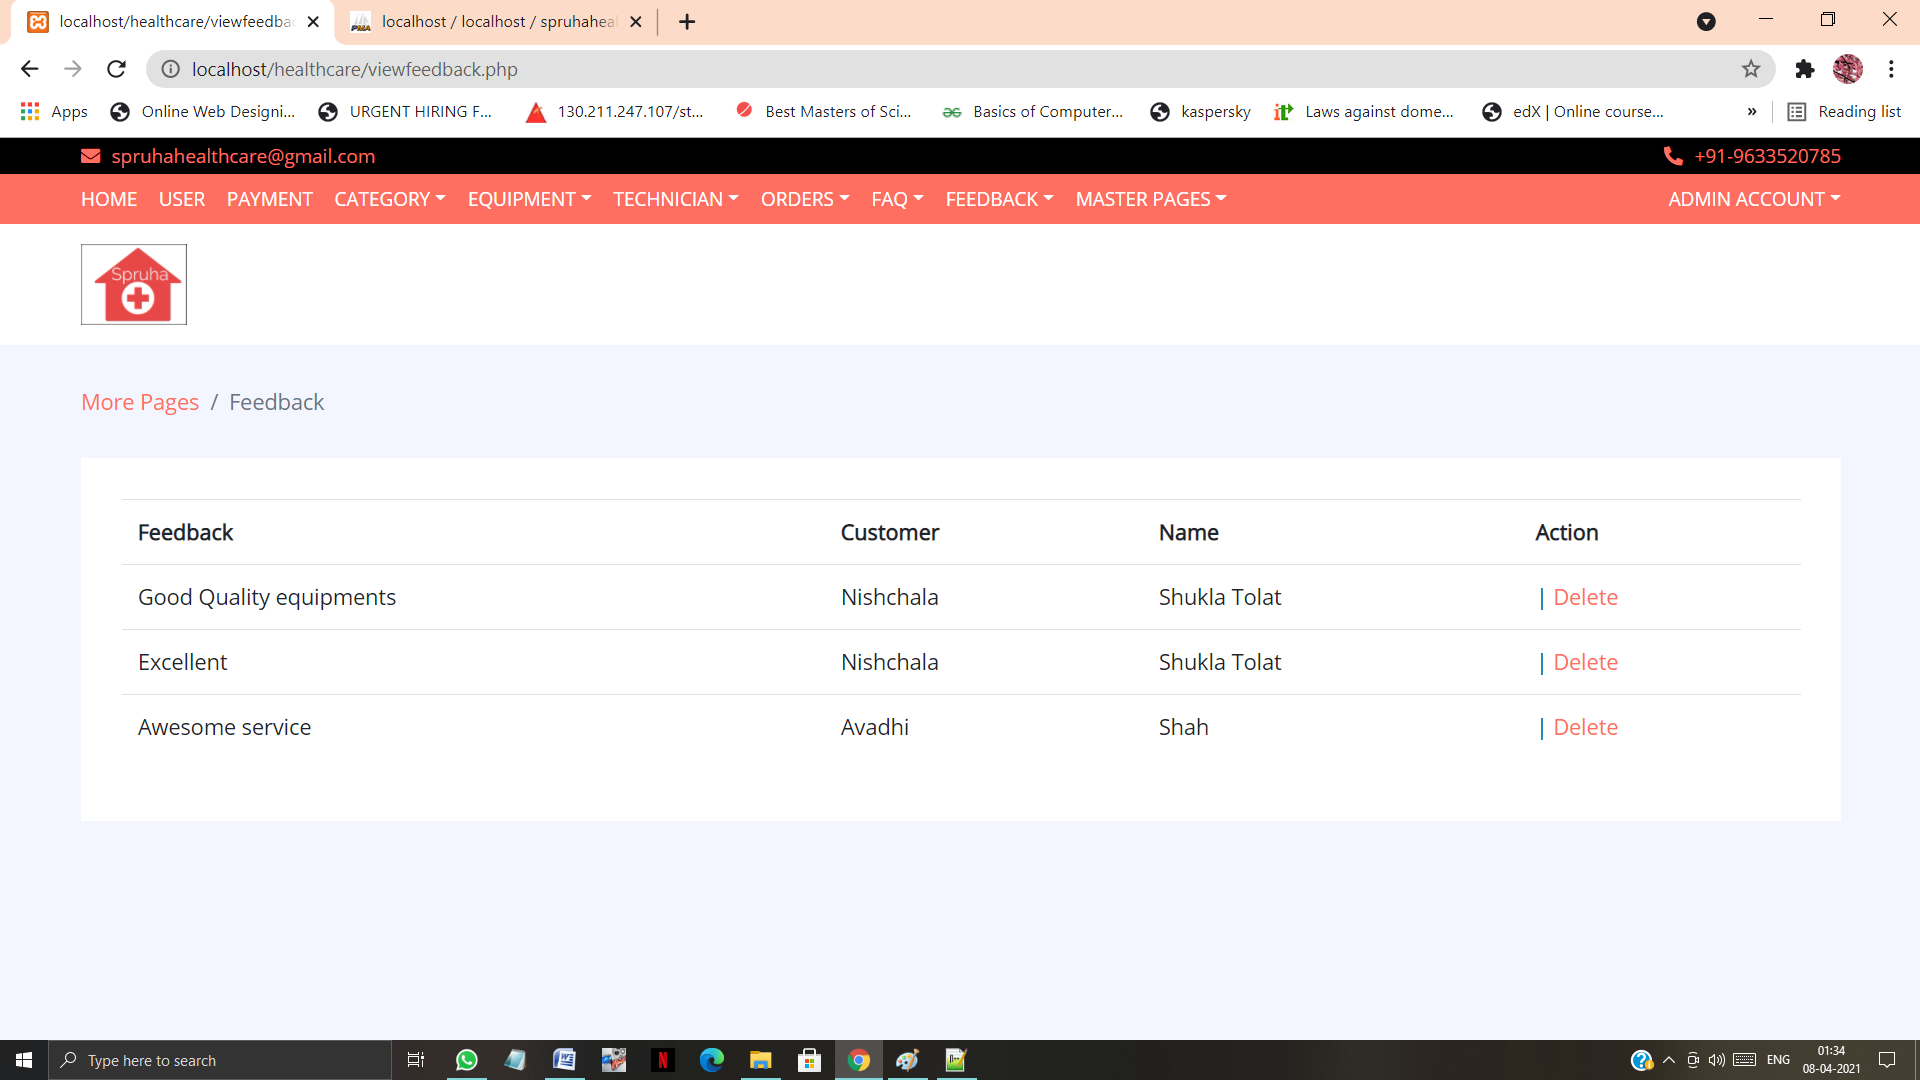 localhost/healthcare/viewfeedba
localhost / localhost / spruhaheal
localhost/healthcare/viewfeedback.php
Apps
Online Web Designi...
URGENT HIRING F...
130.211.247.107/st...
Best Masters of Sci...
Basics of Computer...
kaspersky
Laws against dome...
edX | Online course...
»
Reading list
spruhahealthcare@gmail.com
+91-9633520785
HOME USER PAYMENT CATEGORY EQUIPMENT TECHNICIAN ORDERS FAQ FEEDBACK MASTER PAGES ADMIN ACCOUNT
Spruha
More Pages / Feedback
Feedback Customer Name Action
Good Quality equipments Nishchala Shukla Tolat | Delete
Excellent Nishchala Shukla Tolat | Delete
Awesome service Avadhi Shah | Delete
Type here to search
ENG
01:34
08-04-2021